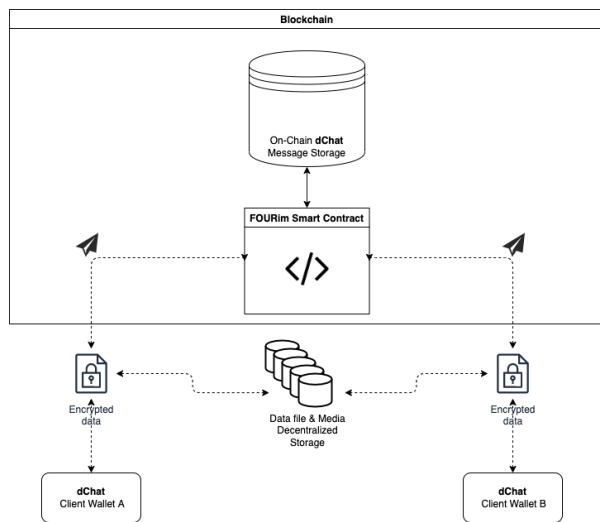 Blockchain
On-Chain dChat
Message Storage
FOURim Smart Contract
</>
Encrypted
data
Data file & Media
Decentralized
Storage
Encrypted
data
dChat
Client Wallet A
dChat
Client Wallet B